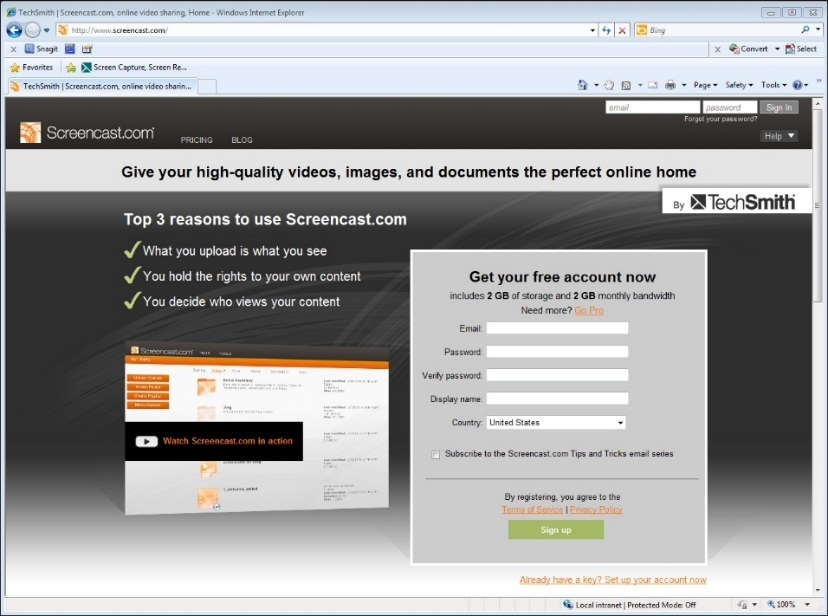 TechSmith | Screencast.com, online video sharing, Home - Windows Internet Explorer
http://www.screencast.com/
Bing
Snagit
Convert
Select
Favorites
Screen Capture, Screen Re...
TechSmith | Screencast.com, online video sharin...
Page
Safety
Tools
email
password
Sign In
Forgot your password?
Screencast.com
PRICING
BLOG
Help
Give your high-quality videos, images, and documents the perfect online home
By TechSmith
Top 3 reasons to use Screencast.com
What you upload is what you see
You hold the rights to your own content
You decide who views your content
Screencast.com
Watch Screencast.com in action
Get your free account now
includes 2 GB of storage and 2 GB monthly bandwidth
Need more? Go Pro
Email:
Password:
Verify password:
Display name:
Country: United States
Subscribe to the Screencast.com Tips and Tricks email series
By registering, you agree to the
Terms of Service | Privacy Policy
Sign up
Already have a key? Set up your account now
Local intranet | Protected Mode: Off
100%